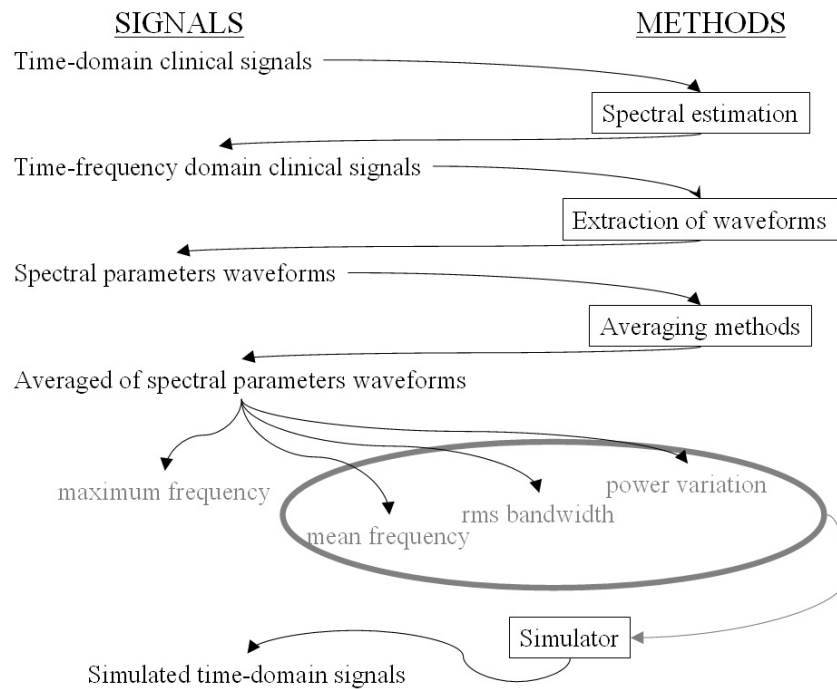 SIGNALS
METHODS
Time-domain clinical signals
Spectral estimation
Time-frequency domain clinical signals
Extraction of waveforms
Spectral parameters waveforms
Averaging methods
Averaged of spectral parameters waveforms
maximum frequency
power variation
rms bandwidth
mean frequency
Simulator
Simulated time-domain signals